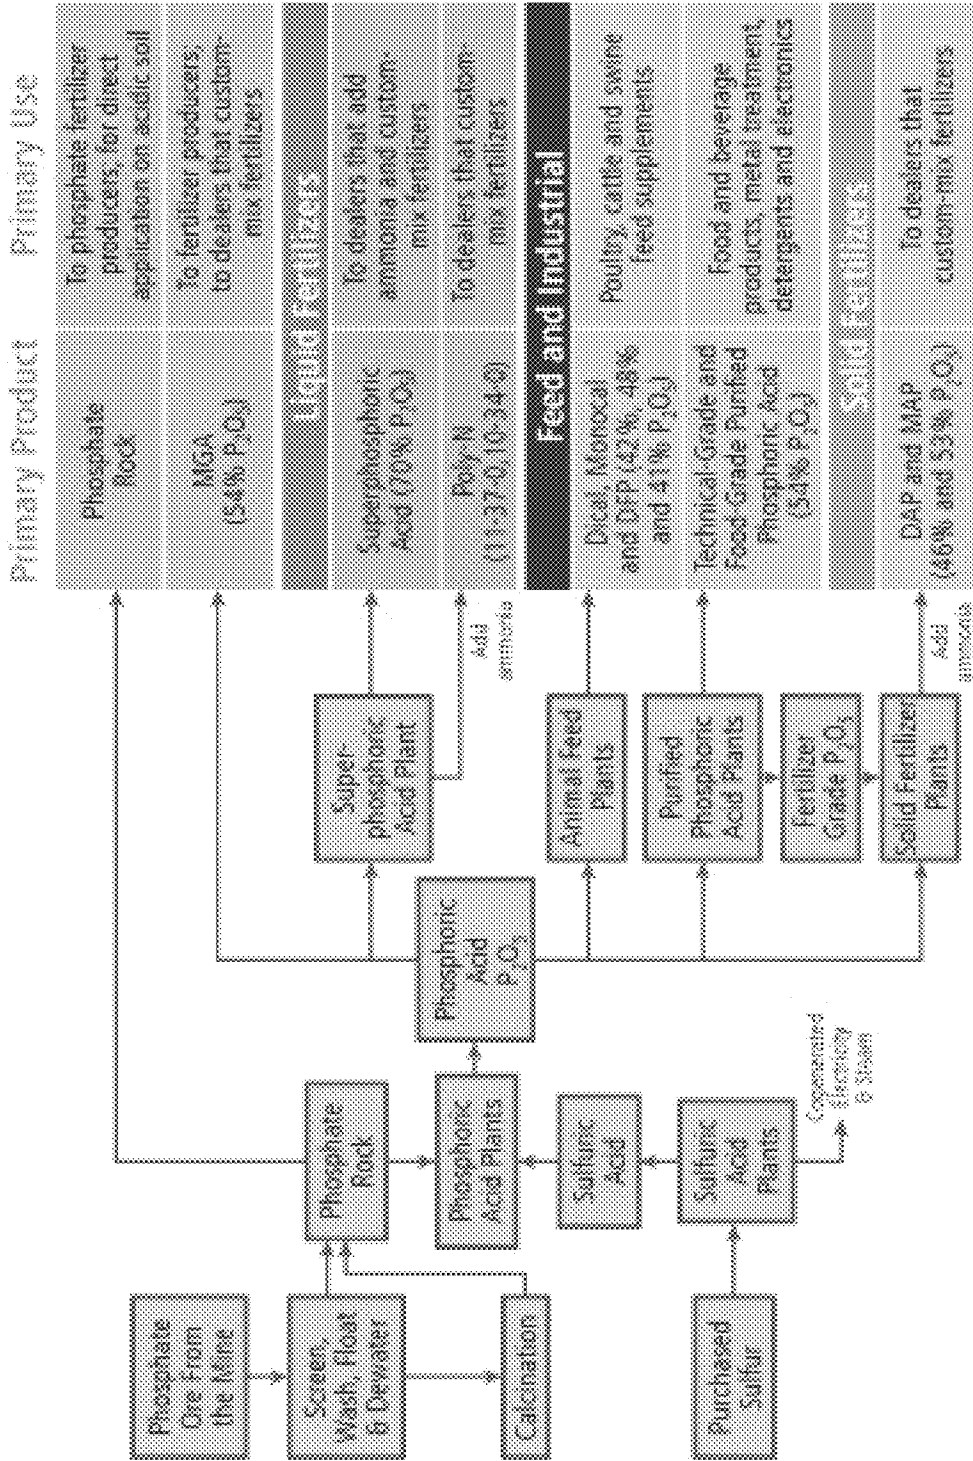 Primary Product
Primary Use
Phosphate
Rock
To phosphate fertilizer
producers, for direct
application on acidic soil
MGA
(54% P₂O₅)
To fertilizer producers,
to dealers that custom-
mix fertilizers
Liquid Fertilizers
Superphosphoric
Acid (70% P₂O₅)
To dealers that add
ammonia and custom-
mix fertilizers
Poly N
(11-37-0,10-34-0)
To dealers that custom-
mix fertilizers
Feed and Industrial
Dical, Monocal
and DFP (42%, 48%
and 41% P₂O₅)
Poultry, cattle and swine
feed supplements
Technical Grade and
Food-Grade Purified
Phosphoric Acid
(54% P₂O₅)
Food and beverage
products, metal treatment,
detergents and electronics
Solid Fertilizers
DAP and MAP
(46% and 53% P₂O₅)
To dealers that
custom-mix fertilizers
Phosphate
Ore From
the Mine
Screen,
Wash, Float
& Dewater
Calcination
Purchased
Sulfur
Phosphate
Rock
Phosphoric
Acid Plants
Sulfuric
Acid
Sulfuric
Acid
Plants
Cogenerated
Electricity
& Steam
Phosphoric
Acid
P₂O₅
Super-
phosphoric
Acid Plant
Add
ammonia
Animal Feed
Plants
Purified
Phosphoric
Acid Plants
Fertilizer
Grade P₂O₅
Solid Fertilizer
Plants
Add
ammonia